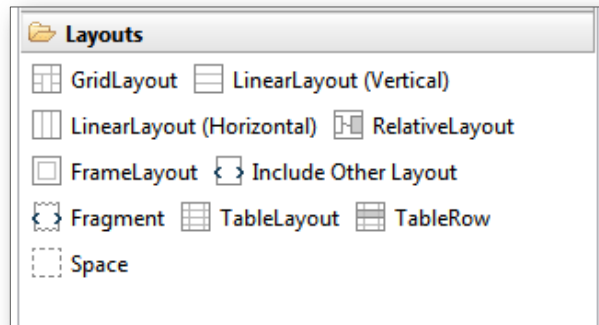 Layouts
GridLayout LinearLayout (Vertical)
LinearLayout (Horizontal) RelativeLayout
FrameLayout Include Other Layout
Fragment TableLayout TableRow
Space